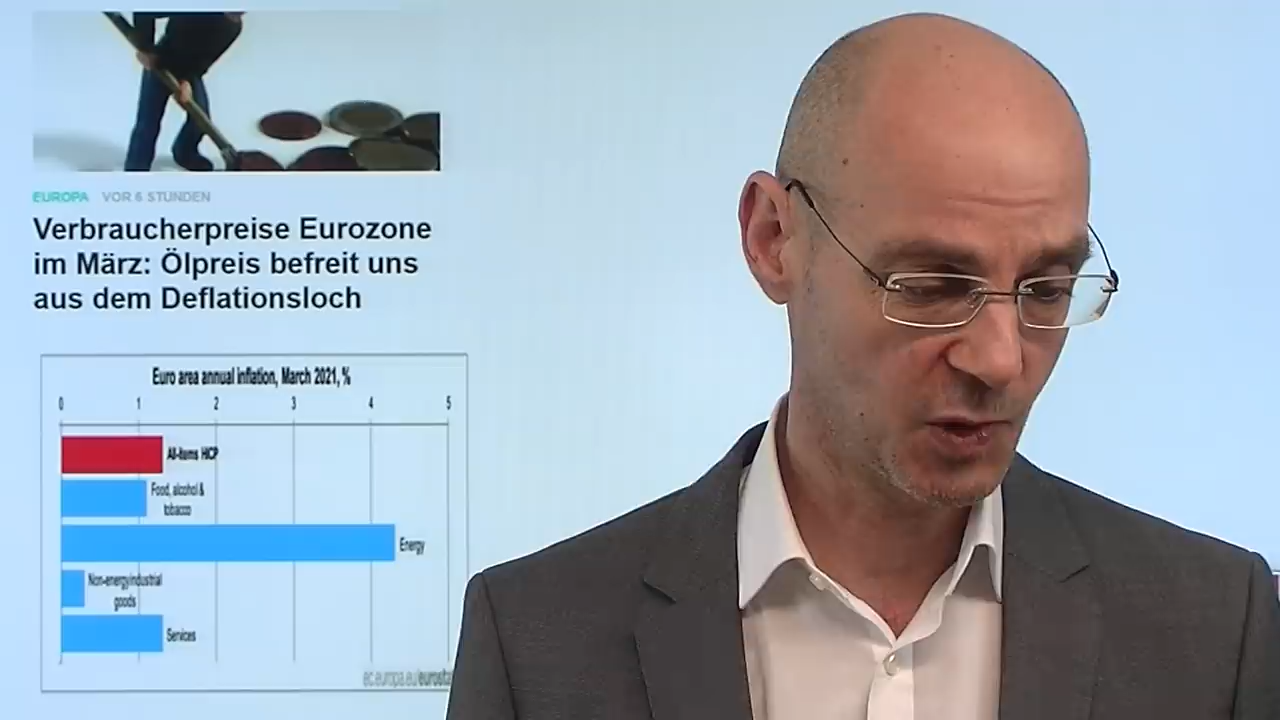 EUROPA VOR 6 STUNDEN
Verbraucherpreise Eurozone
im März: Ölpreis befreit uns
aus dem Deflationsloch
Euro area annual inflation, March 2021, %
0 1 2 3 4 5
All-items HICP
Food, alcohol &
tobacco
Energy
Non-energy industrial
goods
Services
ec.europa.eu/eurosta